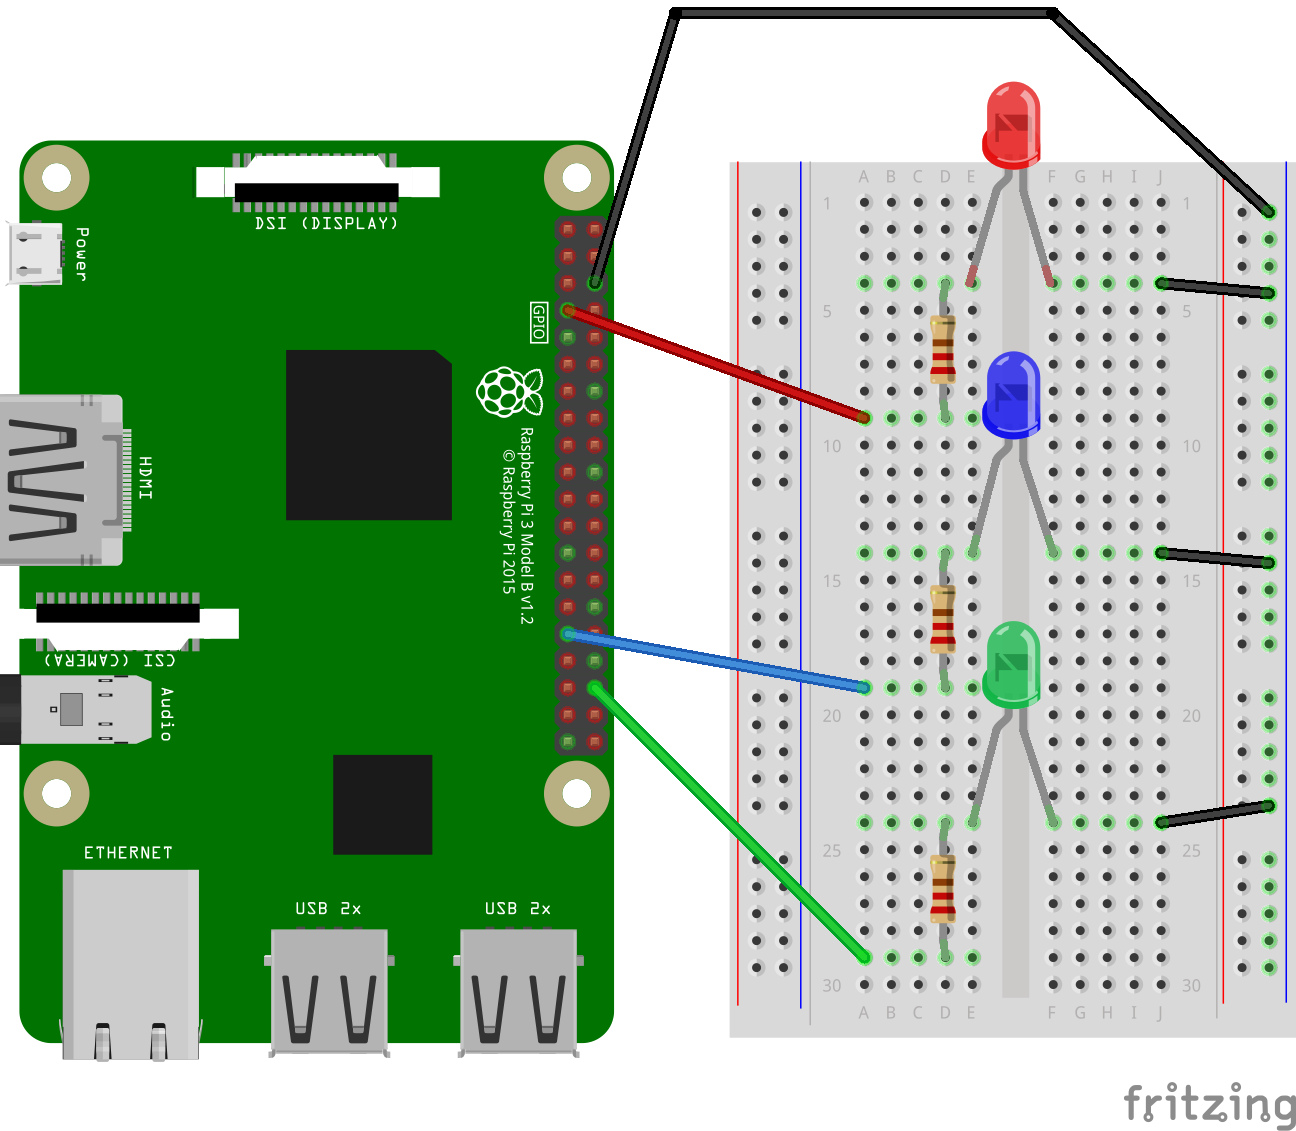 DSI (DISPLAY)
Power
GPIO
HDMI
Raspberry Pi 3 Model B v1.2
© Raspberry Pi 2015
CSI (CAMERA)
Audio
ETHERNET
USB 2x
USB 2x
A B C D E F G H I J
1 1
5 5
10 10
15 15
20 20
25 25
30 30
A B C D E F G H I J
fritzing